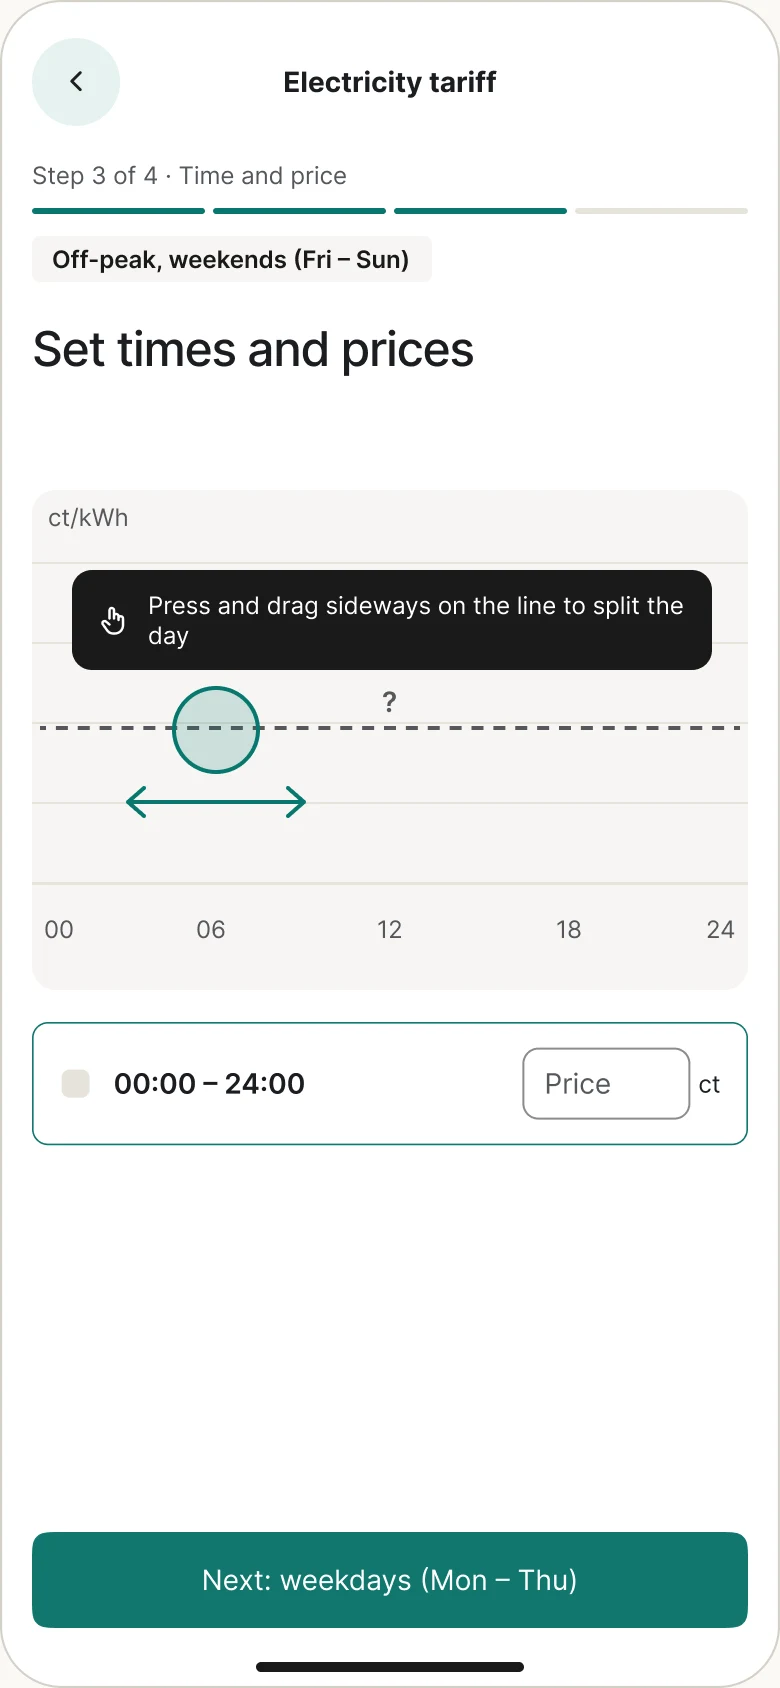 Electricity tariff
Step 3 of 4 · Time and price
Off-peak, weekends (Fri – Sun)
Set times and prices
ct/kWh
Press and drag sideways on the line to split the
day
?
00 06 12 18 24
00:00 – 24:00 Price ct
Next: weekdays (Mon – Thu)